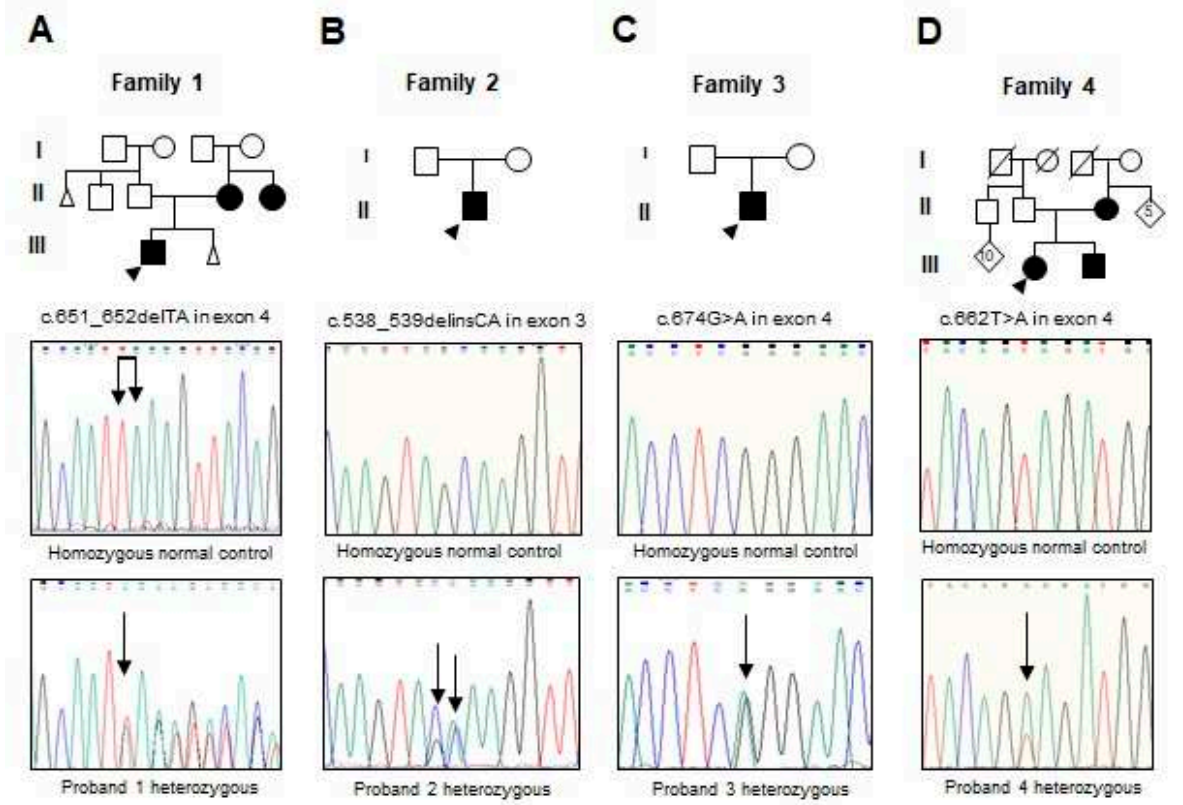 A
Family 1
I
II
III
c.651_652delTA in exon 4
Homozygous normal control
Proband 1 heterozygous
B
Family 2
I
II
c.538_539delinsCA in exon 3
Homozygous normal control
Proband 2 heterozygous
C
Family 3
I
II
c.674G>A in exon 4
Homozygous normal control
Proband 3 heterozygous
D
Family 4
I
II
5
10
III
c.662T>A in exon 4
Homozygous normal control
Proband 4 heterozygous